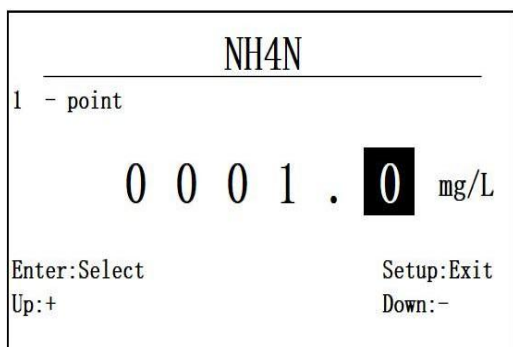 NH4N
1 - point
0 0 0 1 . 0 mg/L
Enter:Select Setup:Exit
Up:+ Down:-